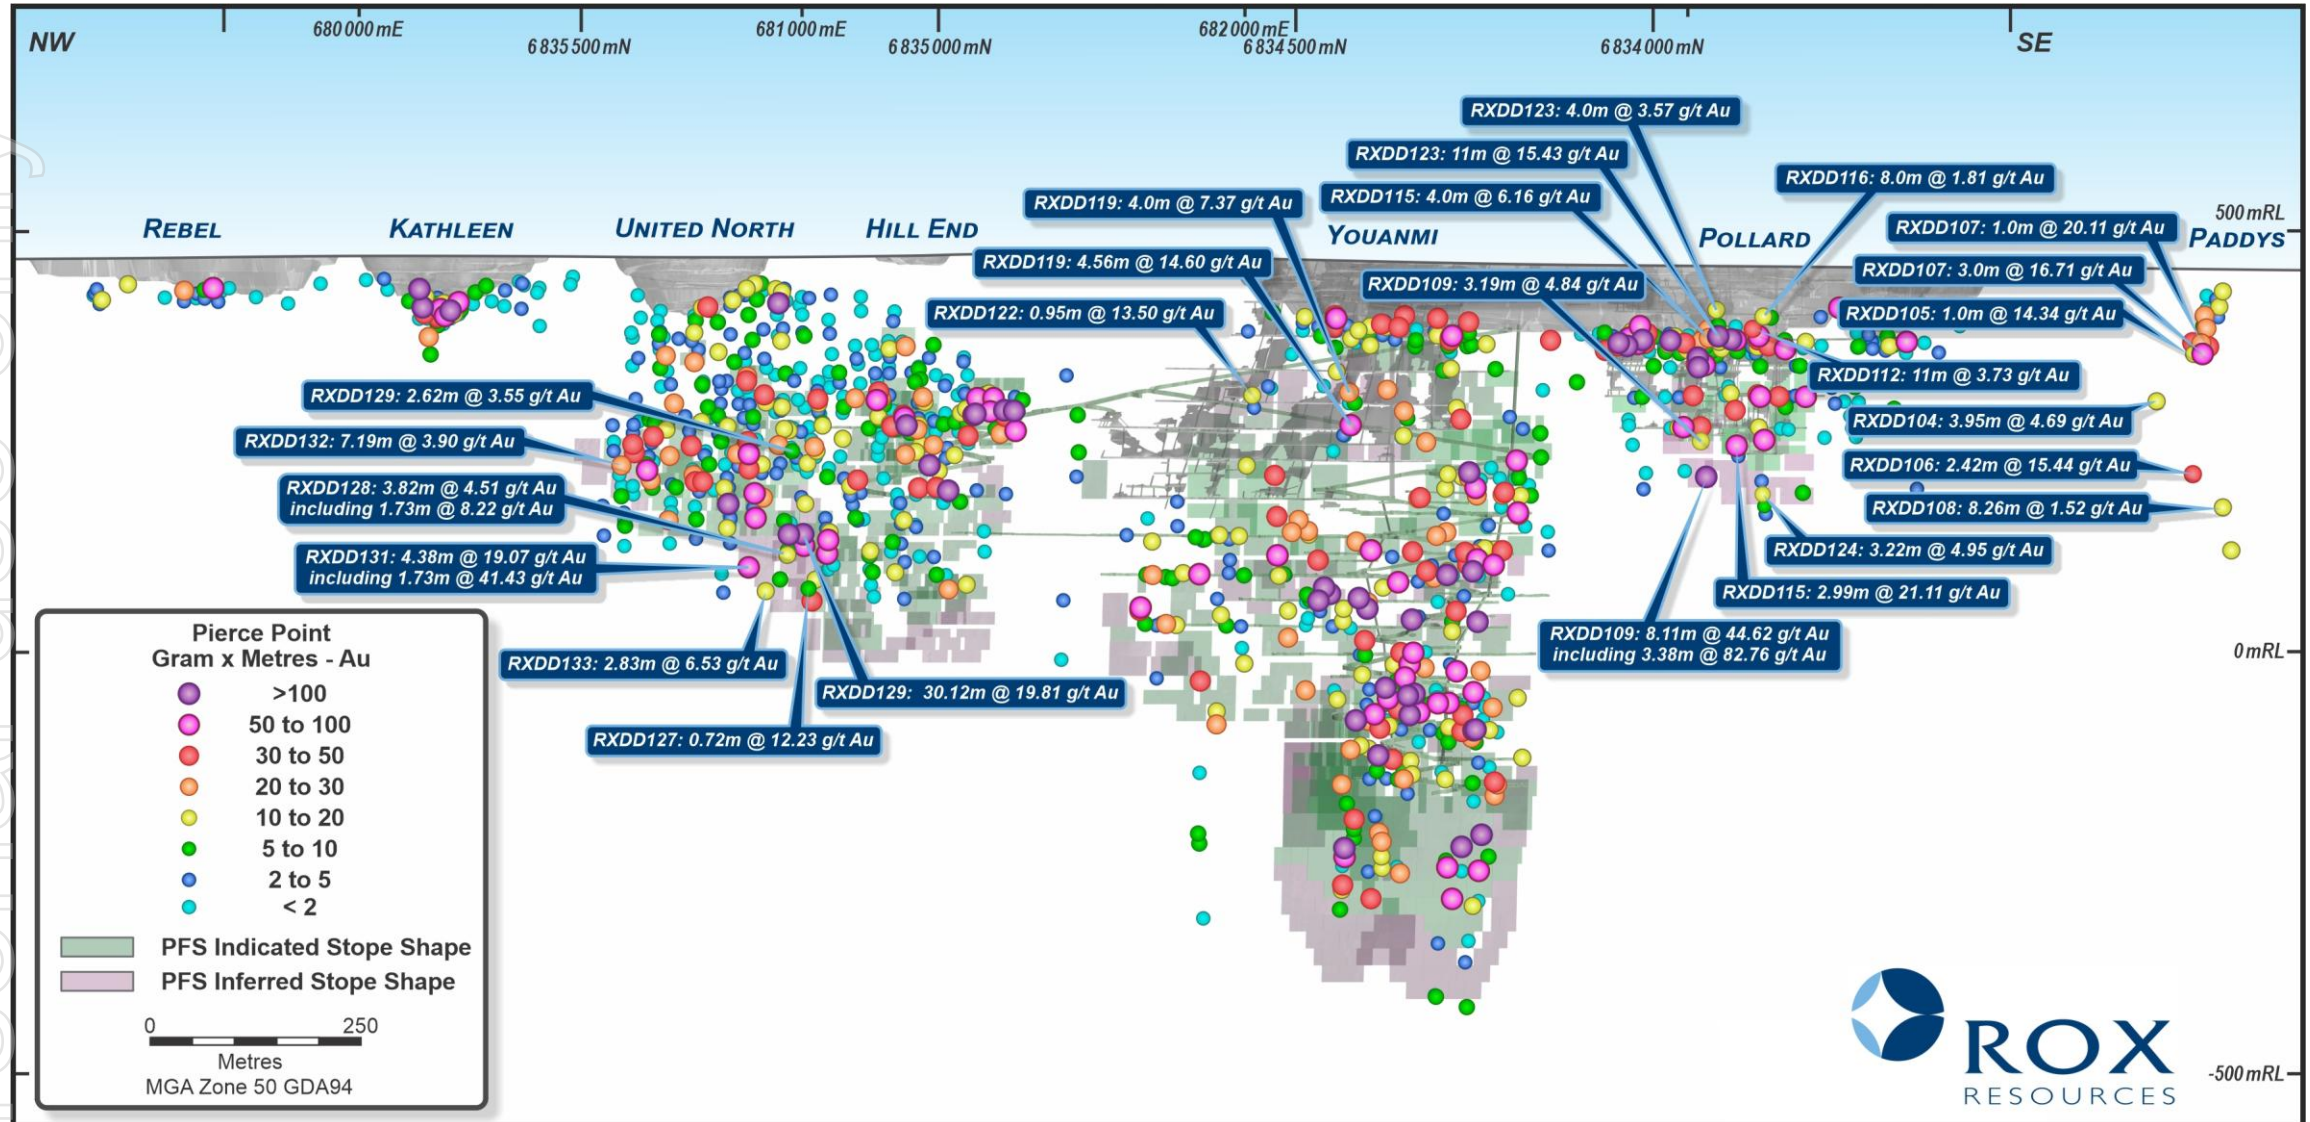 NW
680 000 mE
6 835 500 mN
681 000 mE
6 835 000 mN
682 000 mE
6 834 500 mN
6 834 000 mN
SE
RXDD123: 4.0m @ 3.57 g/t Au
RXDD123: 11m @ 15.43 g/t Au
RXDD116: 8.0m @ 1.81 g/t Au
RXDD115: 4.0m @ 6.16 g/t Au
RXDD119: 4.0m @ 7.37 g/t Au
500 mRL
REBEL
KATHLEEN
UNITED NORTH
HILL END
YOUANMI
POLLARD
RXDD107: 1.0m @ 20.11 g/t Au
PADDYS
RXDD119: 4.56m @ 14.60 g/t Au
RXDD107: 3.0m @ 16.71 g/t Au
RXDD109: 3.19m @ 4.84 g/t Au
RXDD122: 0.95m @ 13.50 g/t Au
RXDD105: 1.0m @ 14.34 g/t Au
RXDD112: 11m @ 3.73 g/t Au
RXDD129: 2.62m @ 3.55 g/t Au
RXDD104: 3.95m @ 4.69 g/t Au
RXDD132: 7.19m @ 3.90 g/t Au
RXDD106: 2.42m @ 15.44 g/t Au
RXDD128: 3.82m @ 4.51 g/t Au
including 1.73m @ 8.22 g/t Au
RXDD108: 8.26m @ 1.52 g/t Au
RXDD124: 3.22m @ 4.95 g/t Au
RXDD131: 4.38m @ 19.07 g/t Au
including 1.73m @ 41.43 g/t Au
RXDD115: 2.99m @ 21.11 g/t Au
RXDD109: 8.11m @ 44.62 g/t Au
including 3.38m @ 82.76 g/t Au
0 mRL
RXDD133: 2.83m @ 6.53 g/t Au
RXDD129: 30.12m @ 19.81 g/t Au
RXDD127: 0.72m @ 12.23 g/t Au
Pierce Point
Gram x Metres - Au
>100
50 to 100
30 to 50
20 to 30
10 to 20
5 to 10
2 to 5
< 2
PFS Indicated Stope Shape
PFS Inferred Stope Shape
0 250
Metres
MGA Zone 50 GDA94
-500 mRL
ROX
RESOURCES